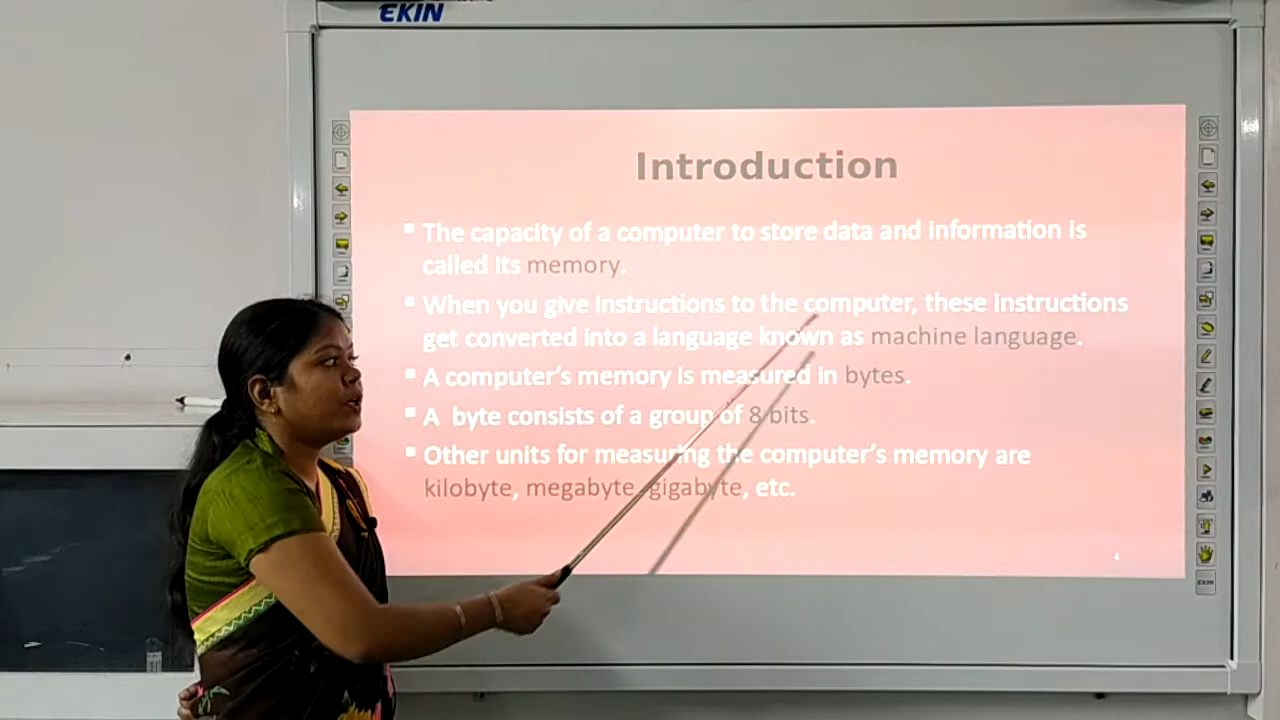 EKIN
Introduction
▪ The capacity of a computer to store data and information is
called its memory.
▪ When you give instructions to the computer, these instructions
get converted into a language known as machine language.
▪ A computer's memory is measured in bytes.
▪ A byte consists of a group of 8 bits.
▪ Other units for measuring the computer's memory are
kilobyte, megabyte, gigabyte, etc.
4
EKIN